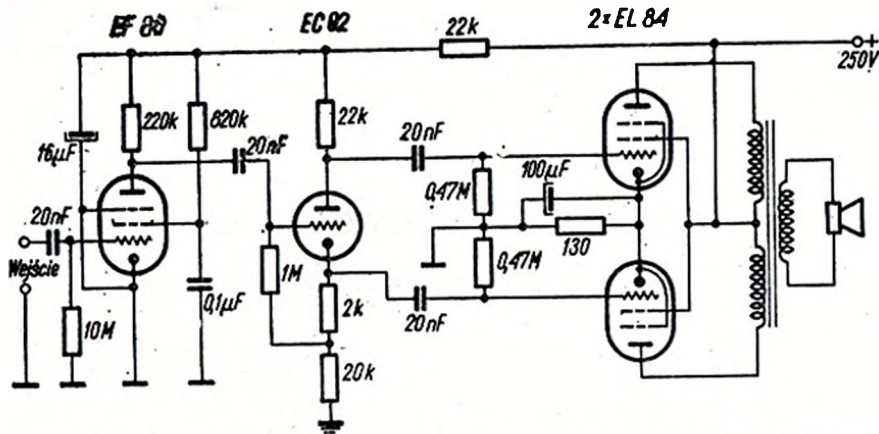 EF 80
EC 92
2×EL 84
22k
250V
+
220k
820k
22k
16µF
20nF
20nF
100µF
0,47M
20nF
130
Wejście
1M
0,47M
0,1µF
2k
20nF
10M
20k